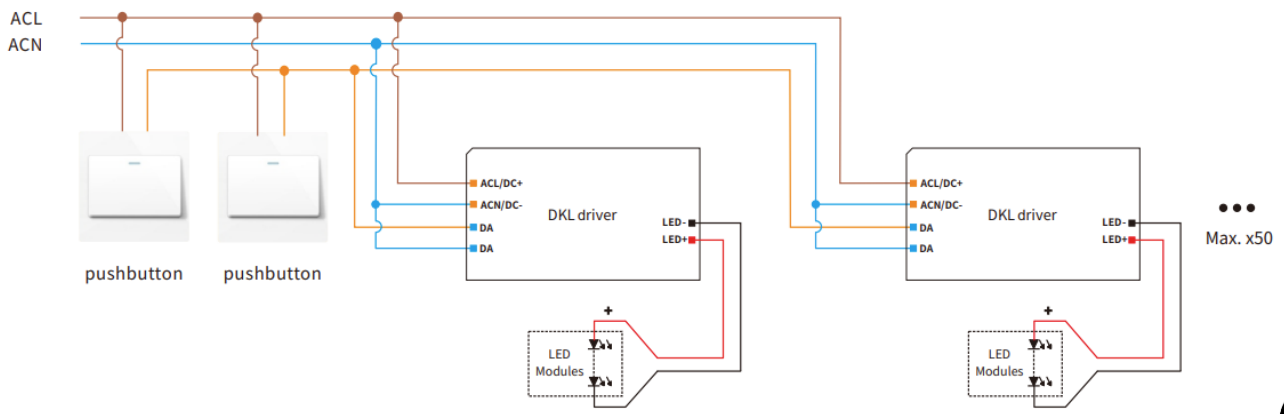 ACL
ACN
pushbutton
pushbutton
ACL/DC+
ACN/DC-
DA
DA
DKL driver
LED-
LED+
+
LED
Modules
ACL/DC+
ACN/DC-
DA
DA
DKL driver
LED-
LED+
+
LED
Modules
•••
Max. x50